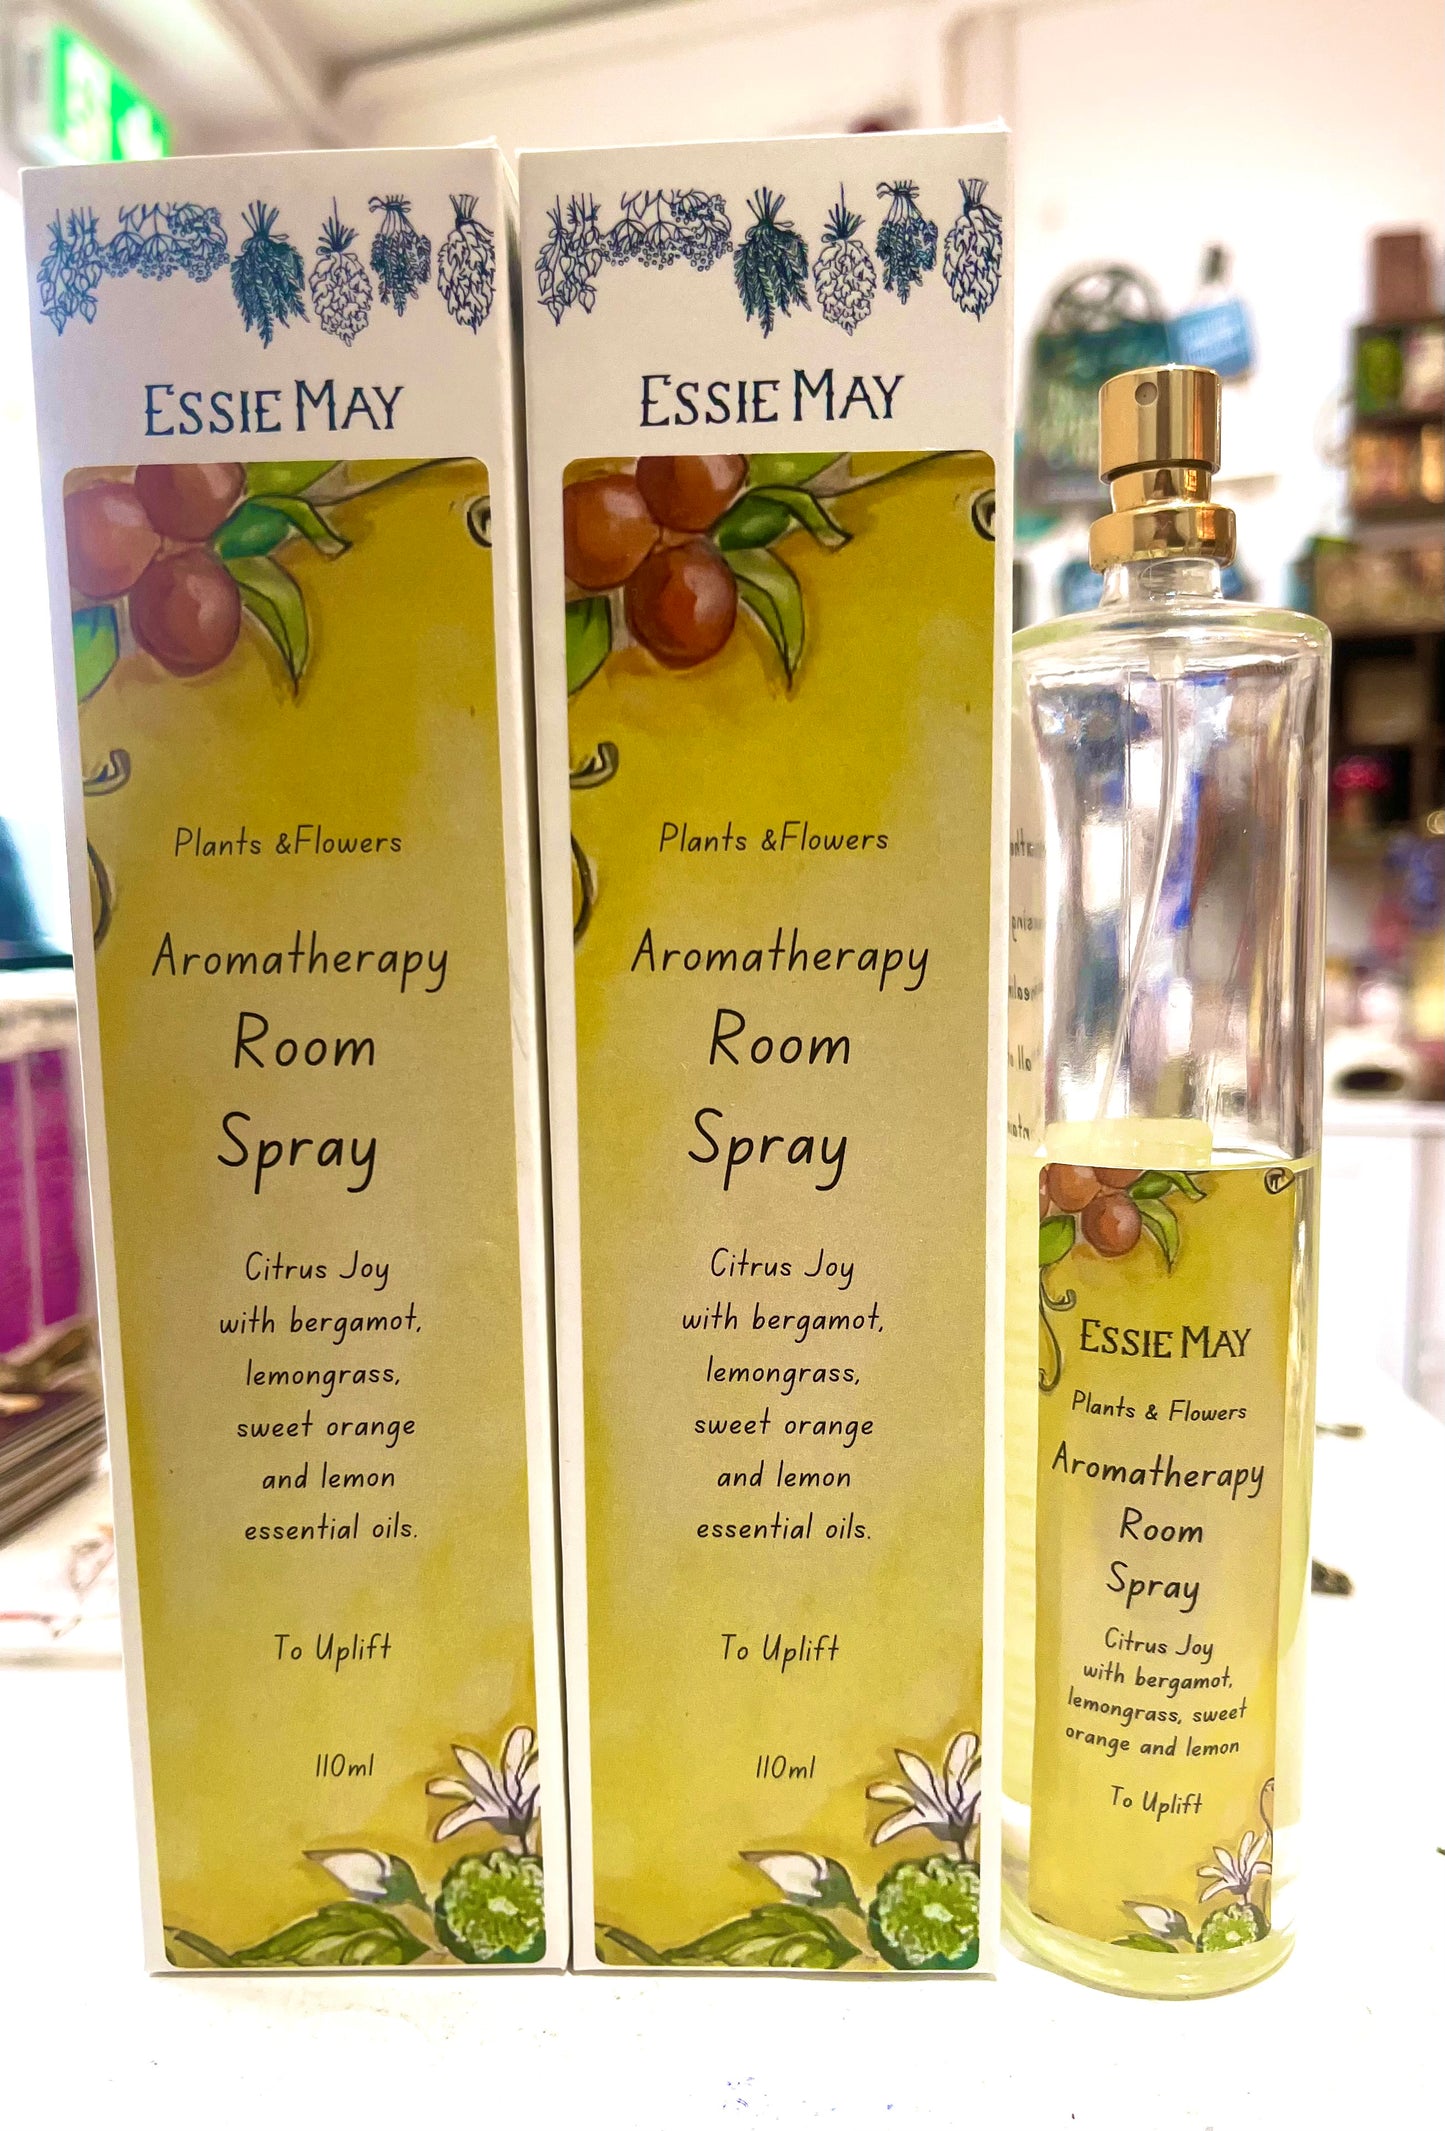 ESSIE MAY
Plants &Flowers
Aromatherapy
Room
Spray
Citrus Joy
with bergamot,
lemongrass,
sweet orange
and lemon
essential oils.
To Uplift
110ml
ESSIE MAY
Plants &Flowers
Aromatherapy
Room
Spray
Citrus Joy
with bergamot,
lemongrass,
sweet orange
and lemon
essential oils.
To Uplift
110ml
ESSIE MAY
Plants & Flowers
Aromatherapy
Room
Spray
Citrus Joy
with bergamot,
lemongrass, sweet
orange and lemon
To Uplift